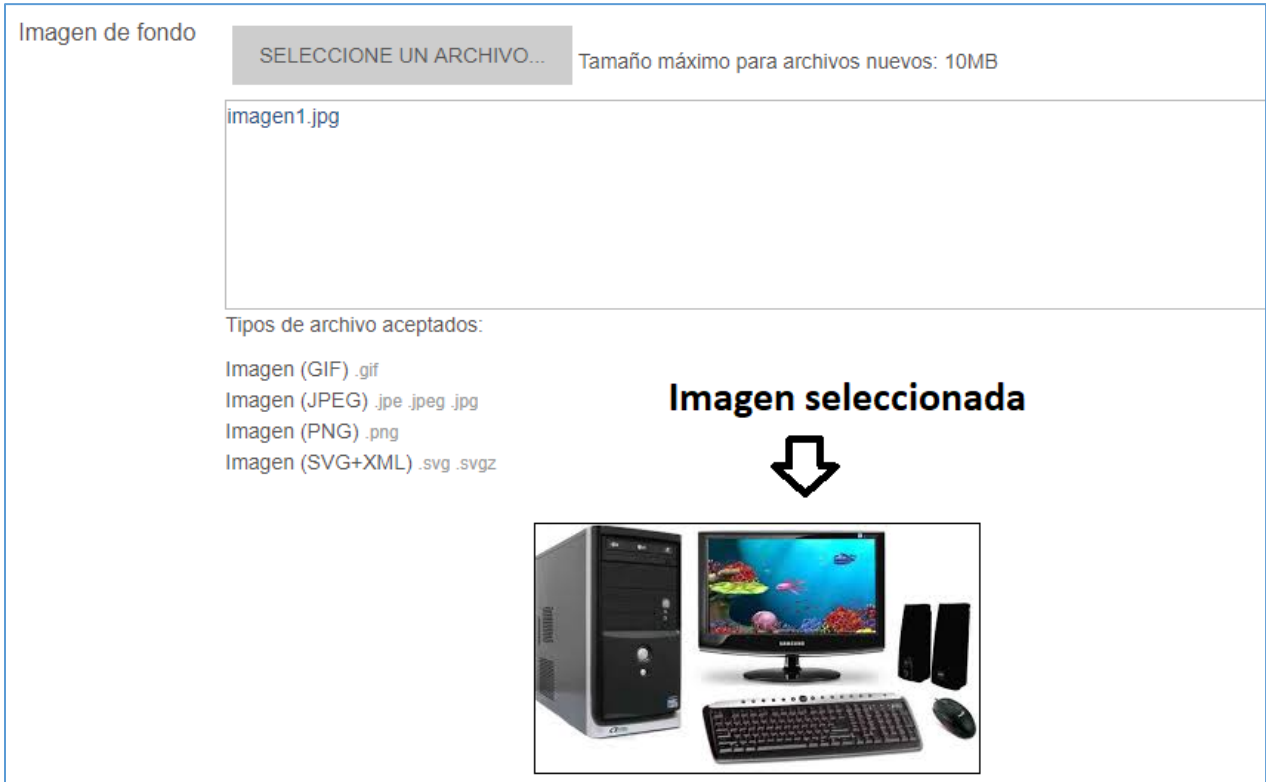 Imagen de fondo
SELECCIONE UN ARCHIVO...
Tamaño máximo para archivos nuevos: 10MB
imagen1.jpg
Tipos de archivo aceptados:
Imagen (GIF) .gif
Imagen (JPEG) .jpe .jpeg .jpg
Imagen (PNG) .png
Imagen (SVG+XML) .svg .svgz
Imagen seleccionada
SAMSUNG